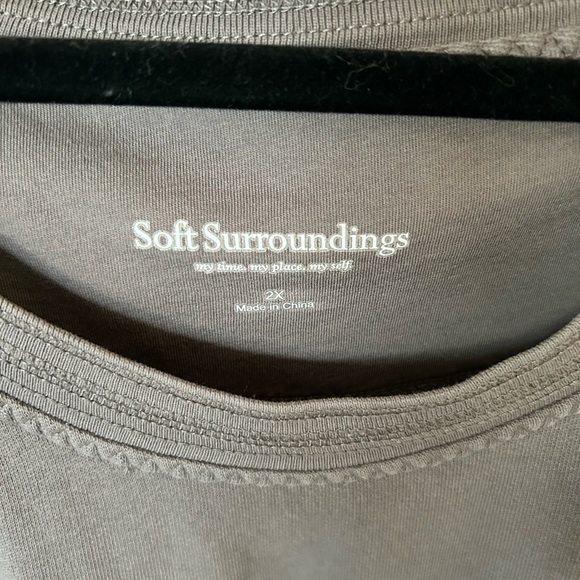 Soft Surroundings
my time. my place. my self.
2X
Made in China